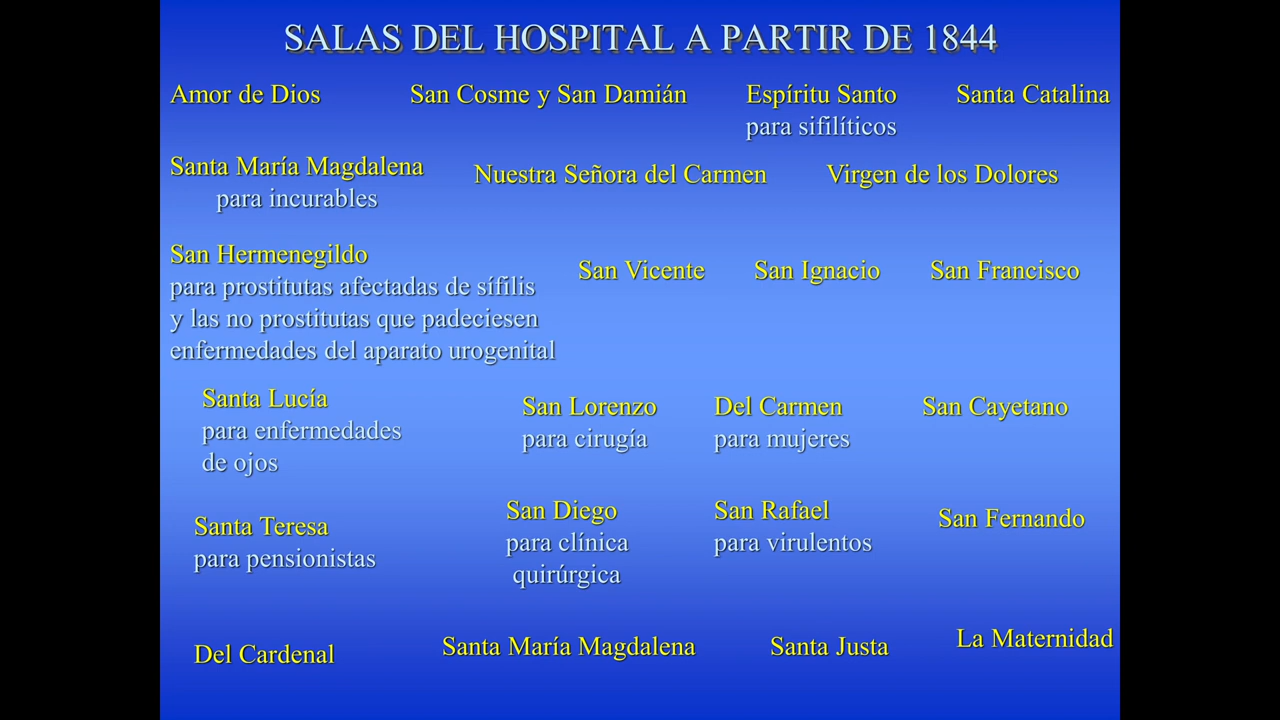 SALAS DEL HOSPITAL A PARTIR DE 1844
Amor de Dios
San Cosme y San Damián
Espíritu Santo
para sifilíticos
Santa Catalina
Santa María Magdalena
para incurables
Nuestra Señora del Carmen
Virgen de los Dolores
San Hermenegildo
para prostitutas afectadas de sífilis
y las no prostitutas que padeciesen
enfermedades del aparato urogenital
San Vicente
San Ignacio
San Francisco
Santa Lucía
para enfermedades
de ojos
San Lorenzo
para cirugía
Del Carmen
para mujeres
San Cayetano
Santa Teresa
para pensionistas
San Diego
para clínica
quirúrgica
San Rafael
para virulentos
San Fernando
Del Cardenal
Santa María Magdalena
Santa Justa
La Maternidad